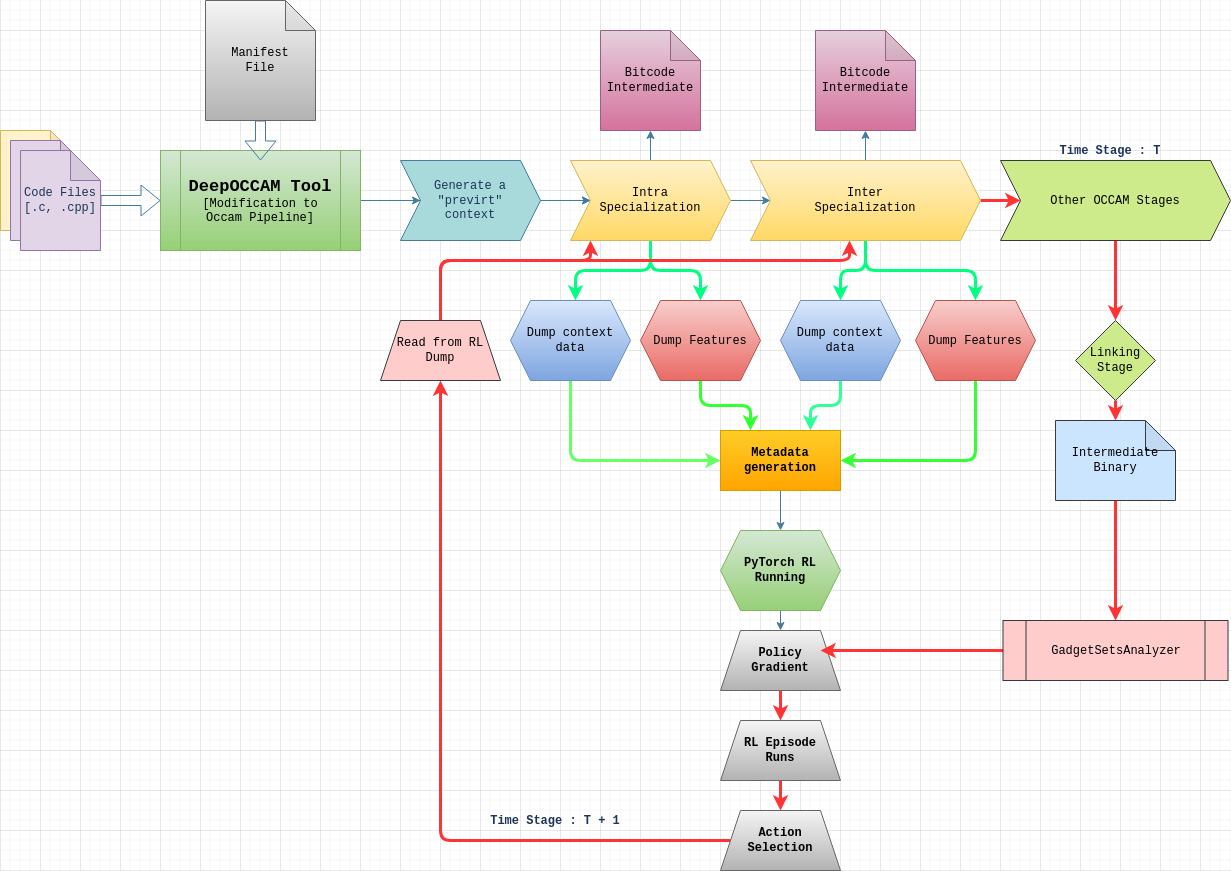 Manifest
File
Bitcode
Intermediate
Bitcode
Intermediate
Time Stage : T
Code Files
[.c, .cpp]
DeepOCCAM Tool
[Modification to
Occam Pipeline]
Generate a
"previrt"
context
Intra
Specialization
Inter
Specialization
Other OCCAM Stages
Read from RL
Dump
Dump context
data
Dump Features
Dump context
data
Dump Features
Linking
Stage
Metadata
generation
Intermediate
Binary
PyTorch RL
Running
Policy
Gradient
GadgetSetsAnalyzer
RL Episode
Runs
Time Stage : T + 1
Action
Selection